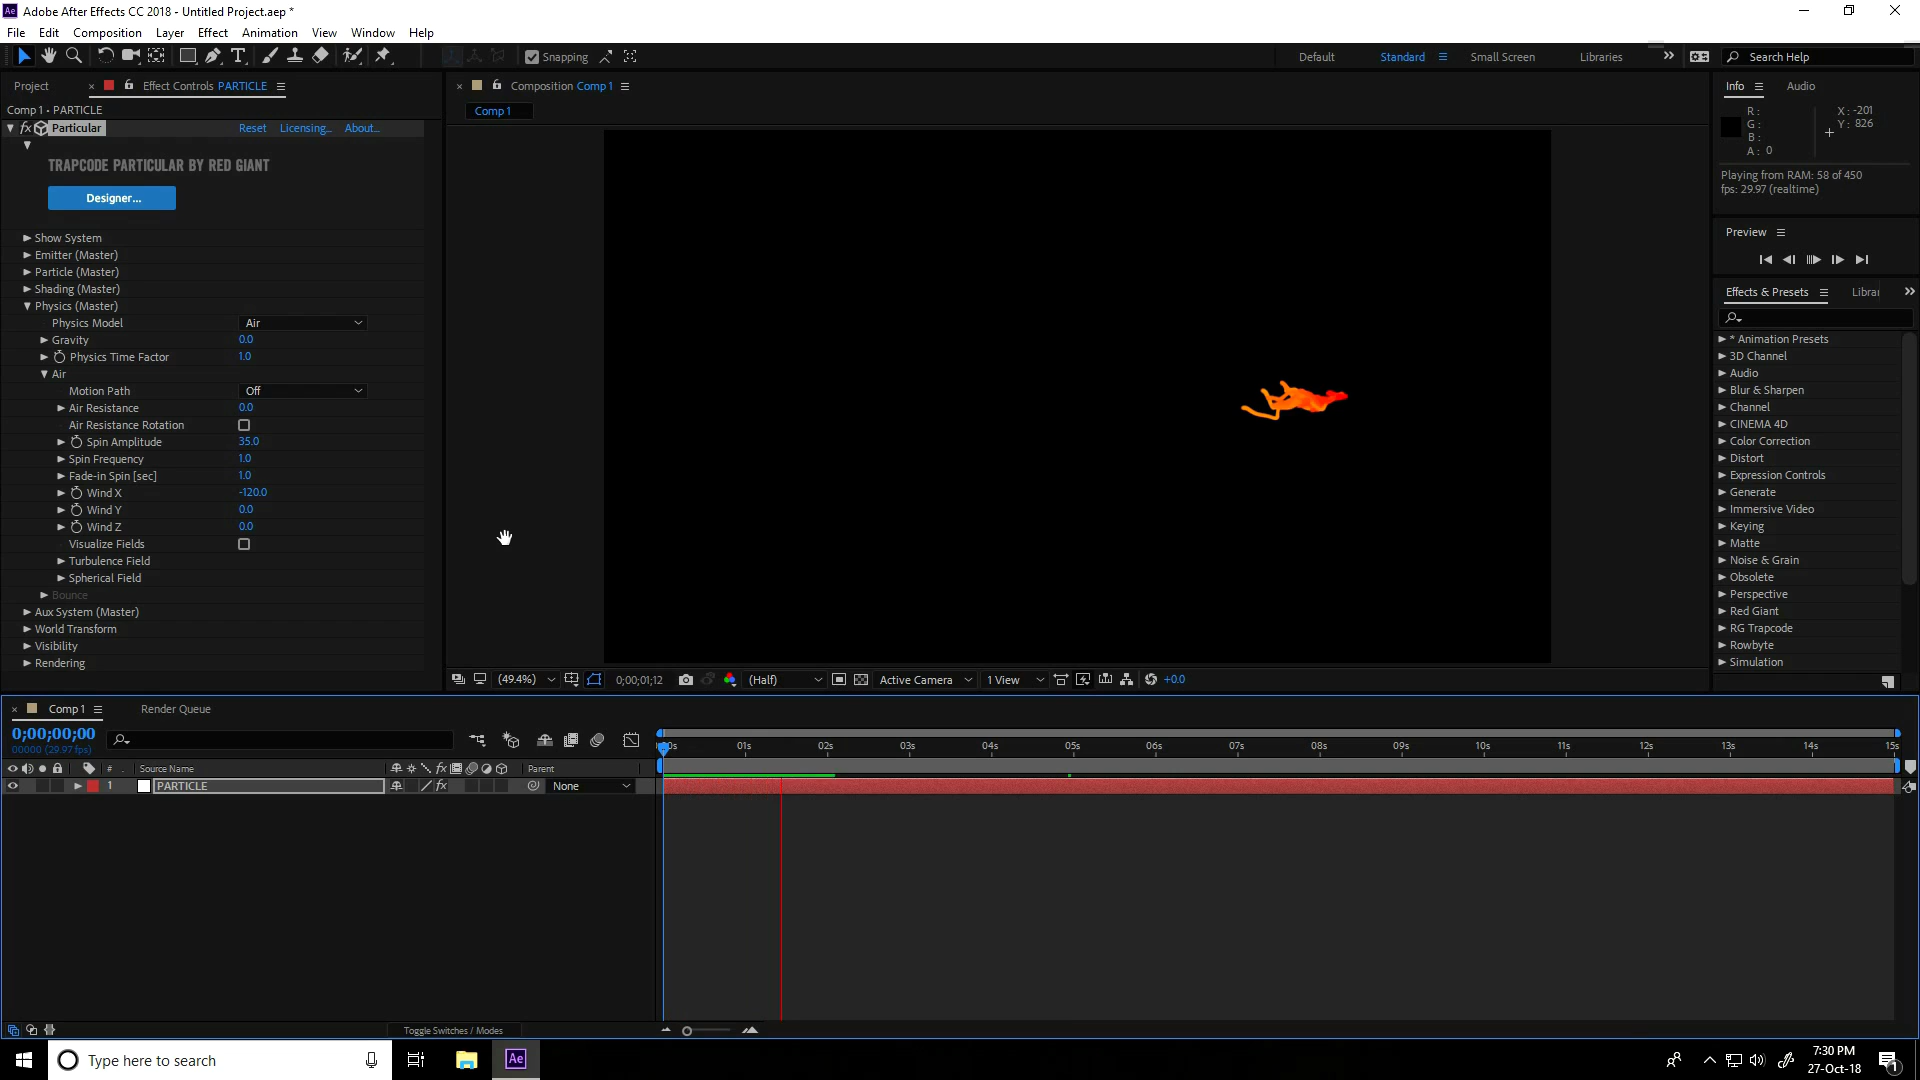 Adobe After Effects CC 2018 - Untitled Project.aep *
File Edit Composition Layer Effect Animation View Window Help
Snapping Default Standard Small Screen Libraries Search Help
Project Effect Controls PARTICLE
Comp 1 • PARTICLE
fx Particular Reset Licensing... About...
TRAPCODE PARTICULAR BY RED GIANT
Designer...
Show System
Emitter (Master)
Particle (Master)
Shading (Master)
Physics (Master)
Physics Model Air
Gravity 0.0
Physics Time Factor 1.0
Air
Motion Path Off
Air Resistance 0.0
Air Resistance Rotation
Spin Amplitude 35.0
Spin Frequency 1.0
Fade-in Spin [sec] 1.0
Wind X -120.0
Wind Y 0.0
Wind Z 0.0
Visualize Fields
Turbulence Field
Spherical Field
Bounce
Aux System (Master)
World Transform
Visibility
Rendering
Composition Comp 1
Comp 1
(49.4%) 0;00;01;12 (Half) Active Camera 1 View +0.0
Info Audio
R: X: -201
G: Y: 826
B:
A: 0
Playing from RAM: 58 of 450
fps: 29.97 (realtime)
Preview
Effects & Presets Librar
* Animation Presets
3D Channel
Audio
Blur & Sharpen
Channel
CINEMA 4D
Color Correction
Distort
Expression Controls
Generate
Immersive Video
Keying
Matte
Noise & Grain
Obsolete
Perspective
Red Giant
RG Trapcode
Rowbyte
Simulation
Comp 1 Render Queue
0;00;00;00
00000 (29.97 fps)
01s 02s 03s 04s 05s 06s 07s 08s 09s 10s 11s 12s 13s 14s 15s
# Source Name fx Parent
1 PARTICLE fx None
Toggle Switches / Modes
Type here to search
Ae
7:30 PM
27-Oct-18
1